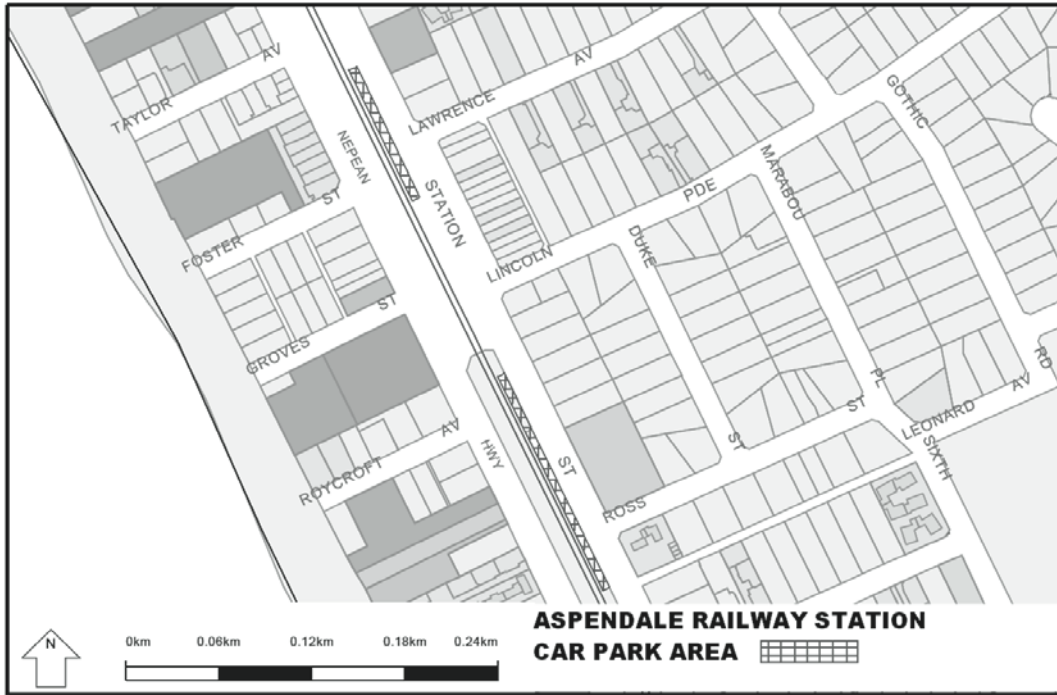 TAYLOR AV
LAWRENCE AV
GOTHIC
NEPEAN
STATION
MARABOU
PDE
FOSTER ST
LINCOLN
DUKE
GROVES ST
RD
PL
AV
LEONARD
ST
SIXTH
ROYCROFT AV
HWY
ST
ST
ROSS
ASPENDALE RAILWAY STATION
CAR PARK AREA
N
0km 0.06km 0.12km 0.18km 0.24km